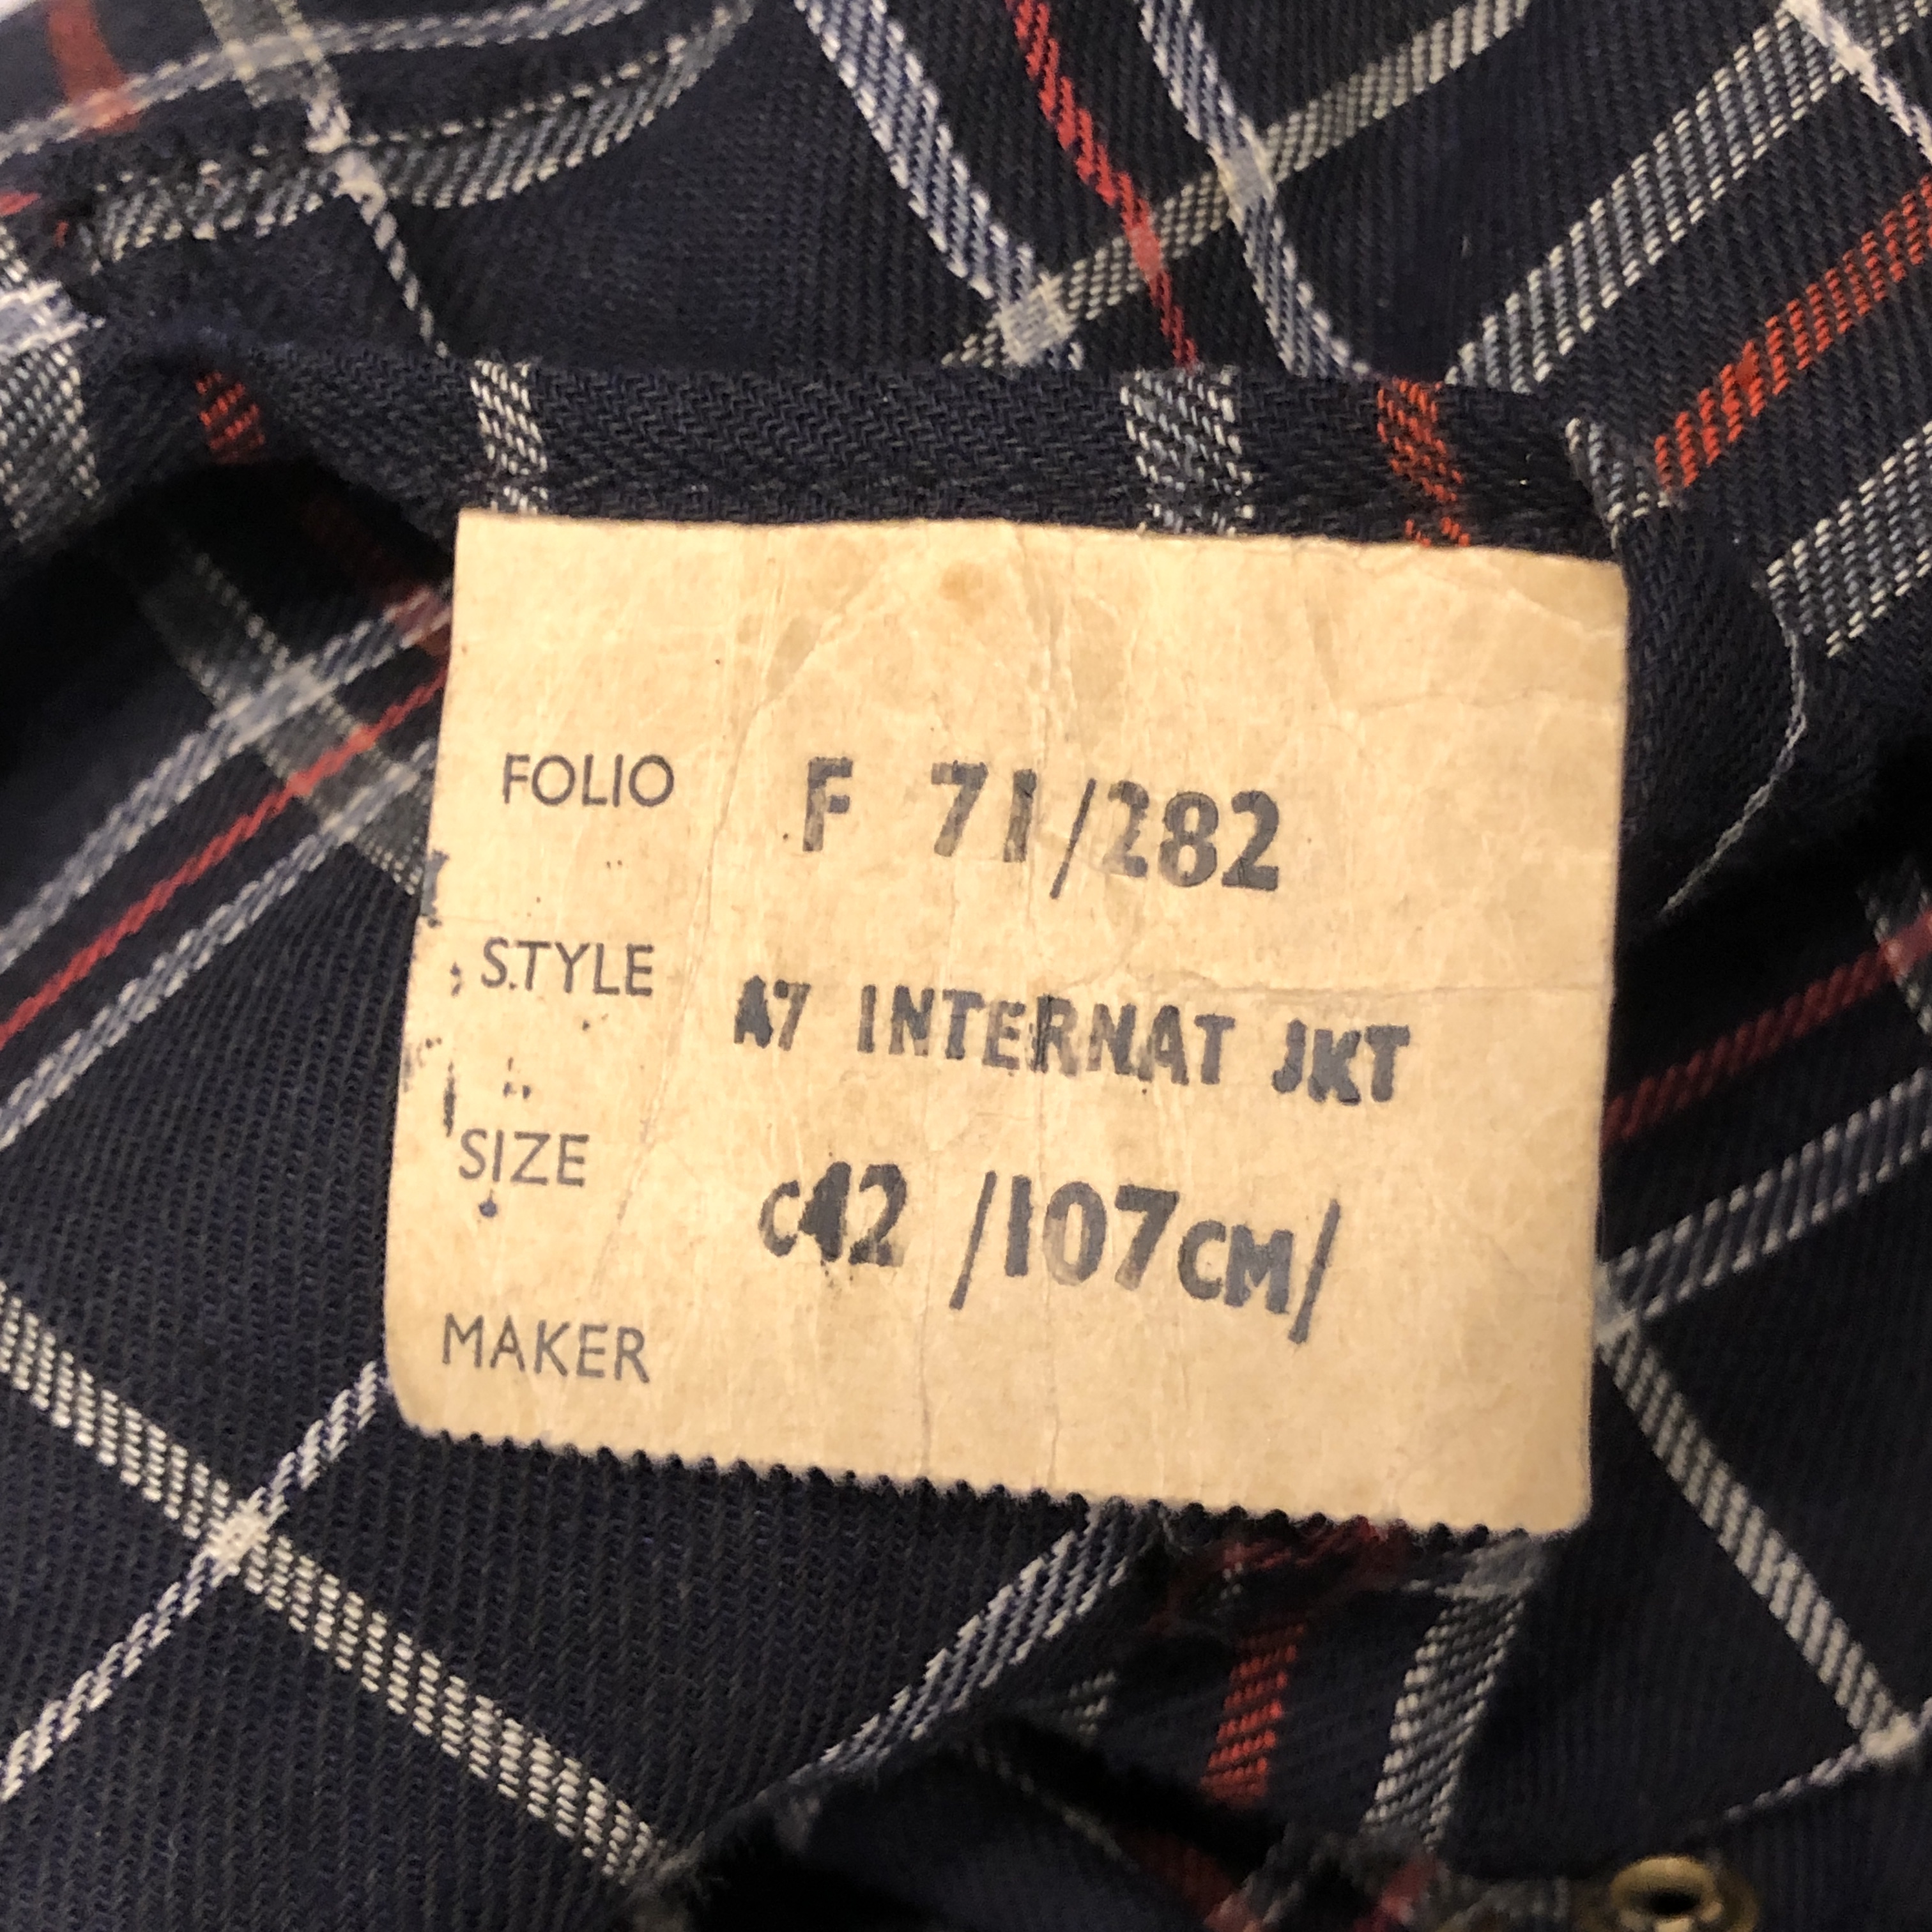 FOLIO F 71/282
STYLE A7 INTERNAT JKT
SIZE C42 /107CM/
MAKER